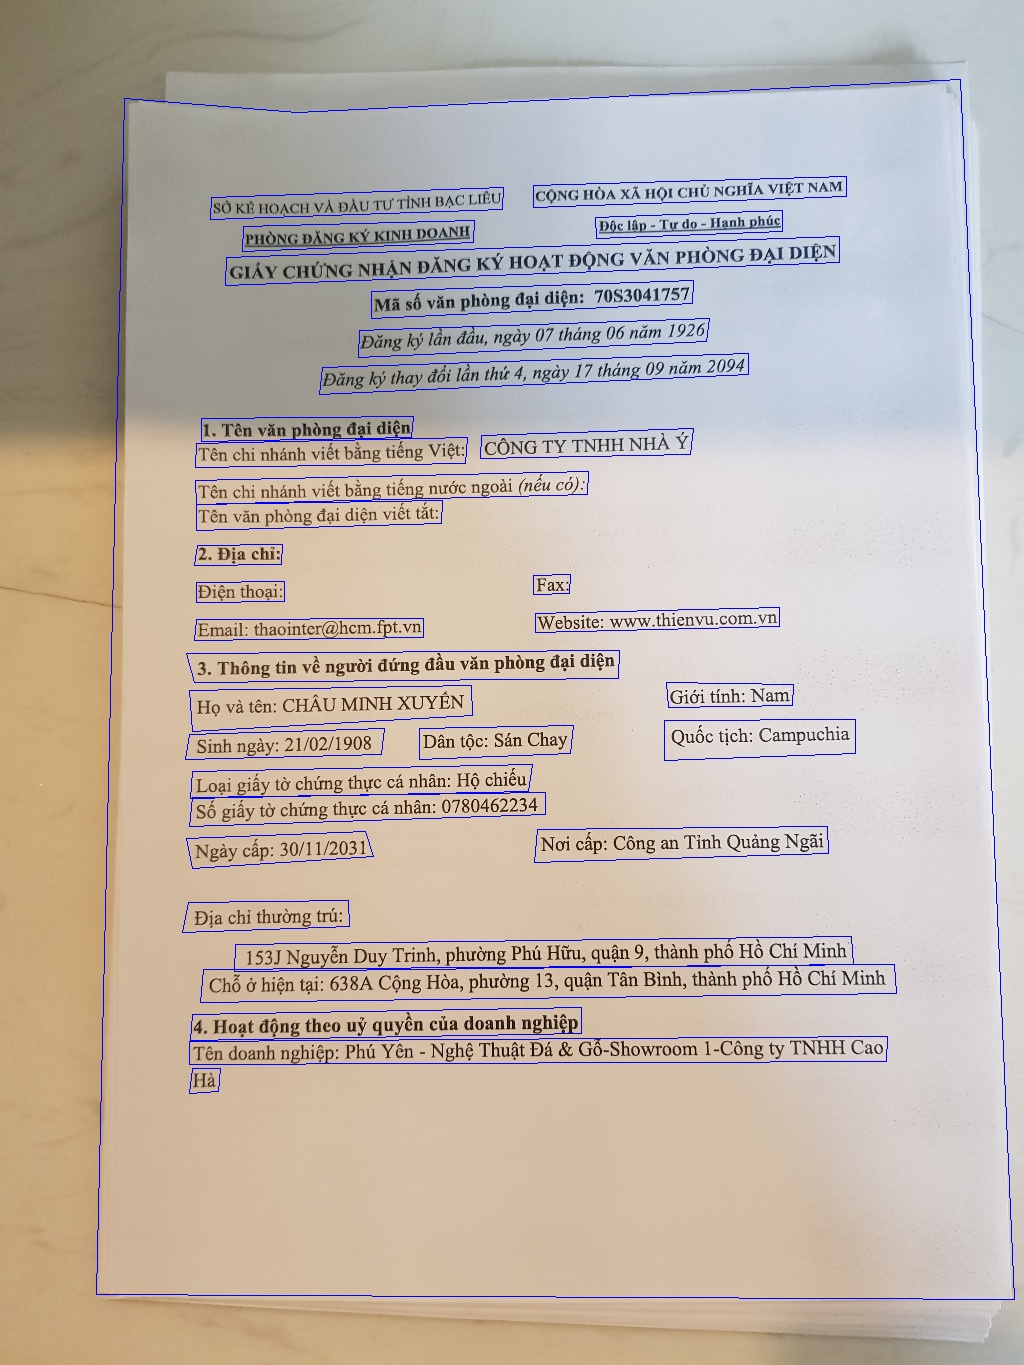 SỞ KẾ HOẠCH VÀ ĐẦU TƯ TỈNH BẠC LIÊU
CỘNG HÒA XÃ HỘI CHỦ NGHĨA VIỆT NAM
PHÒNG ĐĂNG KÝ KINH DOANH
Độc lập - Tự do - Hạnh phúc
GIẤY CHỨNG NHẬN ĐĂNG KÝ HOẠT ĐỘNG VĂN PHÒNG ĐẠI DIỆN
Mã số văn phòng đại diện: 70S3041757
Đăng ký lần đầu, ngày 07 tháng 06 năm 1926
Đăng ký thay đổi lần thứ 4, ngày 17 tháng 09 năm 2094
1. Tên văn phòng đại diện
Tên chi nhánh viết bằng tiếng Việt: CÔNG TY TNHH NHÀ Ý
Tên chi nhánh viết bằng tiếng nước ngoài (nếu có):
Tên văn phòng đại diện viết tắt:
2. Địa chỉ:
Điện thoại: Fax:
Email: thaointer@hcm.fpt.vn Website: www.thienvu.com.vn
3. Thông tin về người đứng đầu văn phòng đại diện
Họ và tên: CHÂU MINH XUYẾN Giới tính: Nam
Sinh ngày: 21/02/1908 Dân tộc: Sán Chay Quốc tịch: Campuchia
Loại giấy tờ chứng thực cá nhân: Hộ chiếu
Số giấy tờ chứng thực cá nhân: 0780462234
Ngày cấp: 30/11/2031 Nơi cấp: Công an Tỉnh Quảng Ngãi
Địa chỉ thường trú:
153J Nguyễn Duy Trinh, phường Phú Hữu, quận 9, thành phố Hồ Chí Minh
Chỗ ở hiện tại: 638A Cộng Hòa, phường 13, quận Tân Bình, thành phố Hồ Chí Minh
4. Hoạt động theo uỷ quyền của doanh nghiệp
Tên doanh nghiệp: Phú Yên - Nghệ Thuật Đá & Gỗ-Showroom 1-Công ty TNHH Cao
Hà